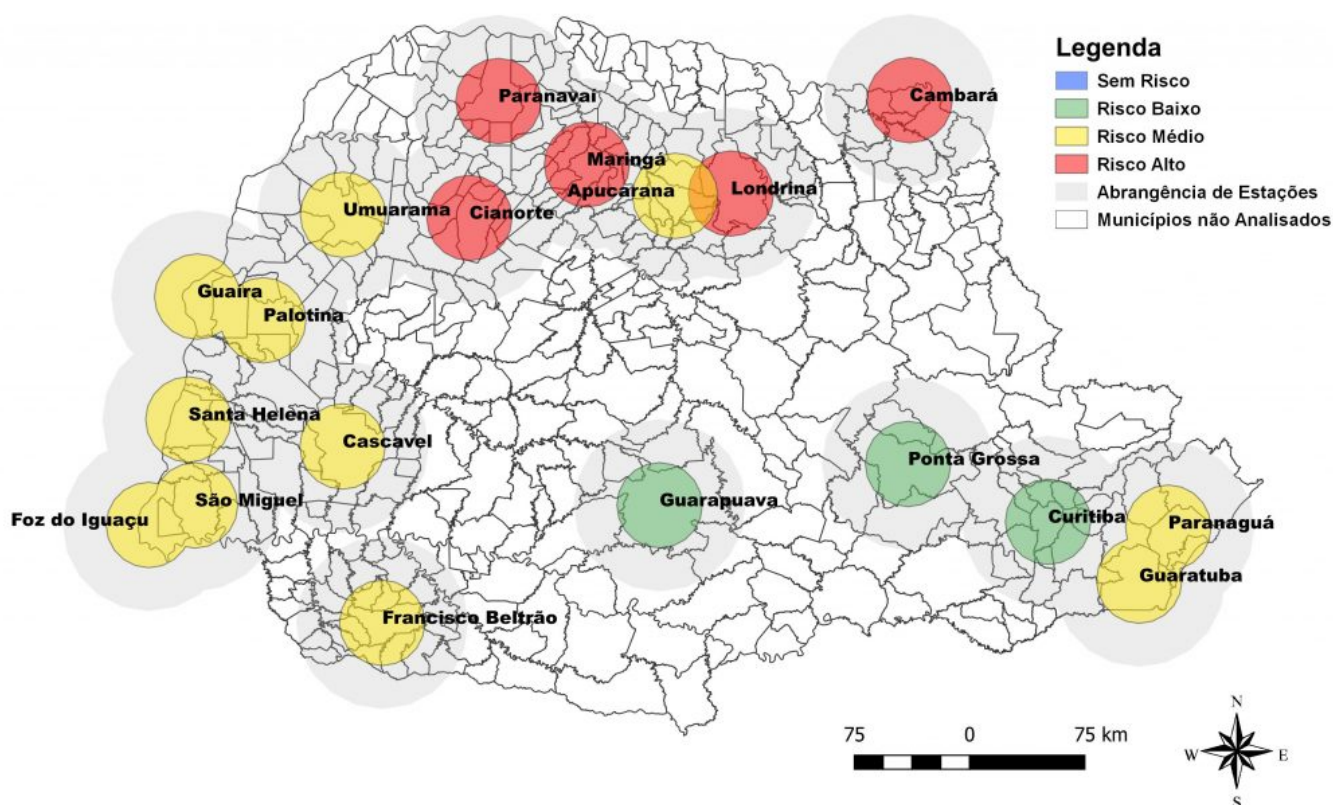 Legenda
Sem Risco
Risco Baixo
Risco Médio
Risco Alto
Abrangência de Estações
Municípios não Analisados
Paranavaí
Cambará
Maringá
Apucarana
Londrina
Umuarama
Cianorte
Guaíra
Palotina
Santa Helena
Cascavel
São Miguel
Foz do Iguaçu
Francisco Beltrão
Guarapuava
Ponta Grossa
Curitiba
Paranaguá
Guaratuba
75 0 75 km
N
W E
S